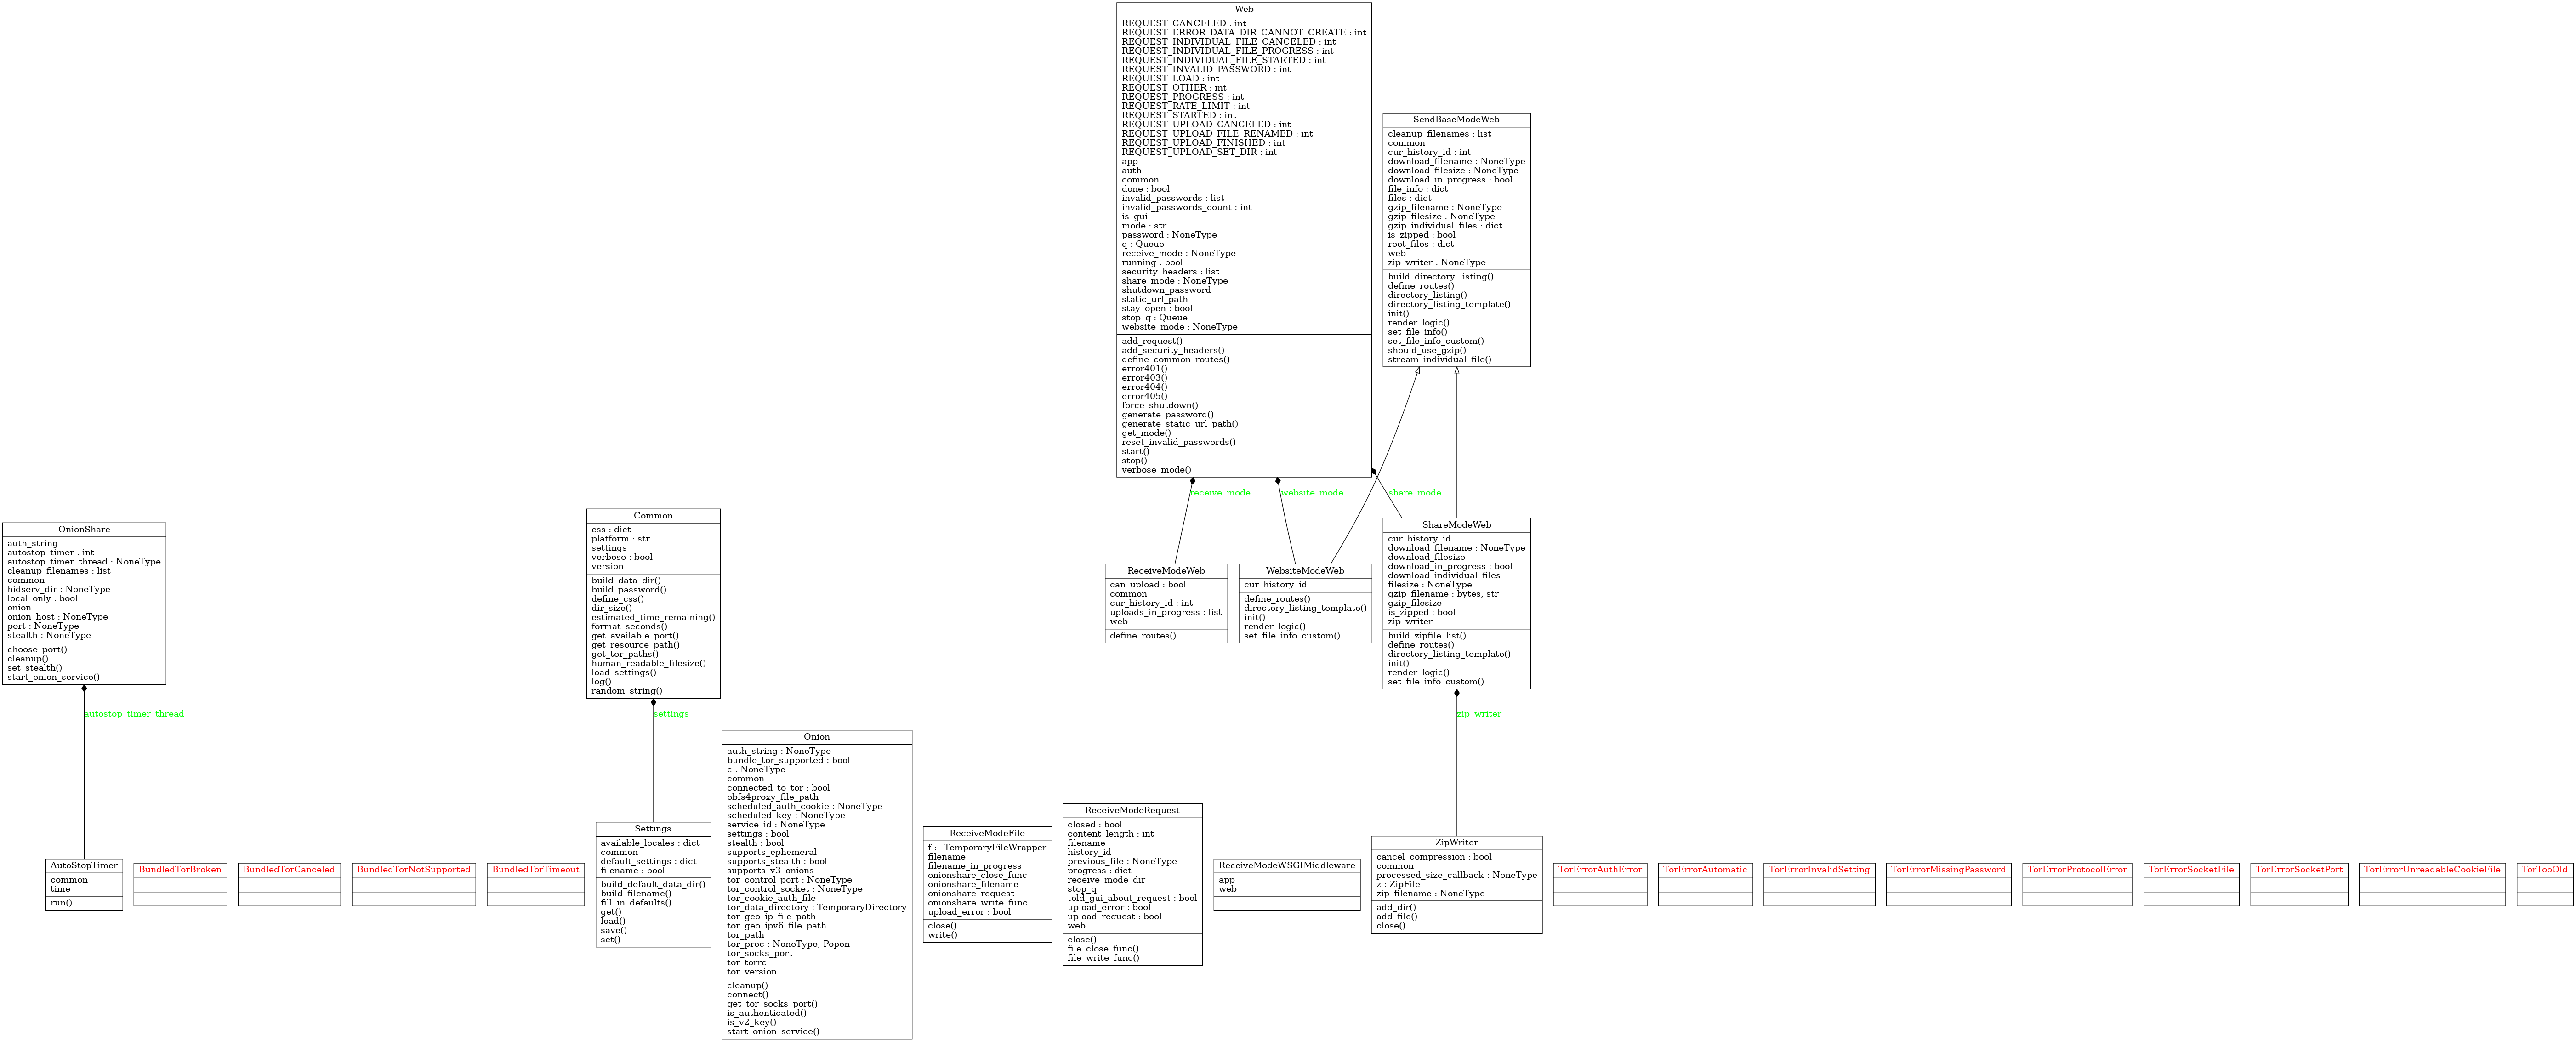 Web
REQUEST_CANCELED : int
REQUEST_ERROR_DATA_DIR_CANNOT_CREATE : int
REQUEST_INDIVIDUAL_FILE_CANCELED : int
REQUEST_INDIVIDUAL_FILE_PROGRESS : int
REQUEST_INDIVIDUAL_FILE_STARTED : int
REQUEST_INVALID_PASSWORD : int
REQUEST_LOAD : int
REQUEST_OTHER : int
REQUEST_PROGRESS : int
REQUEST_RATE_LIMIT : int
REQUEST_STARTED : int
REQUEST_UPLOAD_CANCELED : int
REQUEST_UPLOAD_FILE_RENAMED : int
REQUEST_UPLOAD_FINISHED : int
REQUEST_UPLOAD_SET_DIR : int
app
auth
common
done : bool
invalid_passwords : list
invalid_passwords_count : int
is_gui
mode : str
password : NoneType
q : Queue
receive_mode : NoneType
running : bool
security_headers : list
share_mode : NoneType
shutdown_password
static_url_path
stay_open : bool
stop_q : Queue
website_mode : NoneType
add_request()
add_security_headers()
define_common_routes()
error401()
error403()
error404()
error405()
force_shutdown()
generate_password()
generate_static_url_path()
get_mode()
reset_invalid_passwords()
start()
stop()
verbose_mode()
SendBaseModeWeb
cleanup_filenames : list
common
cur_history_id : int
download_filename : NoneType
download_filesize : NoneType
download_in_progress : bool
file_info : dict
files : dict
gzip_filename : NoneType
gzip_filesize : NoneType
gzip_individual_files : dict
is_zipped : bool
root_files : dict
web
zip_writer : NoneType
build_directory_listing()
define_routes()
directory_listing()
directory_listing_template()
init()
render_logic()
set_file_info()
set_file_info_custom()
should_use_gzip()
stream_individual_file()
receive_mode
website_mode
share_mode
OnionShare
auth_string
autostop_timer : int
autostop_timer_thread : NoneType
cleanup_filenames : list
common
hidserv_dir : NoneType
local_only : bool
onion
onion_host : NoneType
port : NoneType
stealth : NoneType
choose_port()
cleanup()
set_stealth()
start_onion_service()
Common
css : dict
platform : str
settings
verbose : bool
version
build_data_dir()
build_password()
define_css()
dir_size()
estimated_time_remaining()
format_seconds()
get_available_port()
get_resource_path()
get_tor_paths()
human_readable_filesize()
load_settings()
log()
random_string()
ReceiveModeWeb
can_upload : bool
common
cur_history_id : int
uploads_in_progress : list
web
define_routes()
WebsiteModeWeb
cur_history_id
define_routes()
directory_listing_template()
init()
render_logic()
set_file_info_custom()
ShareModeWeb
cur_history_id
download_filename : NoneType
download_filesize
download_in_progress : bool
download_individual_files
filesize : NoneType
gzip_filename : bytes, str
gzip_filesize
is_zipped : bool
zip_writer
build_zipfile_list()
define_routes()
directory_listing_template()
init()
render_logic()
set_file_info_custom()
autostop_timer_thread
settings
zip_writer
AutoStopTimer
common
time
run()
BundledTorBroken
BundledTorCanceled
BundledTorNotSupported
BundledTorTimeout
Settings
available_locales : dict
common
default_settings : dict
filename : bool
build_default_data_dir()
build_filename()
fill_in_defaults()
get()
load()
save()
set()
Onion
auth_string : NoneType
bundle_tor_supported : bool
c : NoneType
common
connected_to_tor : bool
obfs4proxy_file_path
scheduled_auth_cookie : NoneType
scheduled_key : NoneType
service_id : NoneType
settings : bool
stealth : bool
supports_ephemeral
supports_stealth : bool
supports_v3_onions
tor_control_port : NoneType
tor_control_socket : NoneType
tor_cookie_auth_file
tor_data_directory : TemporaryDirectory
tor_geo_ip_file_path
tor_geo_ipv6_file_path
tor_path
tor_proc : NoneType, Popen
tor_socks_port
tor_torrc
tor_version
cleanup()
connect()
get_tor_socks_port()
is_authenticated()
is_v2_key()
start_onion_service()
ReceiveModeFile
f : _TemporaryFileWrapper
filename
filename_in_progress
onionshare_close_func
onionshare_filename
onionshare_request
onionshare_write_func
upload_error : bool
close()
write()
ReceiveModeRequest
closed : bool
content_length : int
filename
history_id
previous_file : NoneType
progress : dict
receive_mode_dir
stop_q
told_gui_about_request : bool
upload_error : bool
upload_request : bool
web
close()
file_close_func()
file_write_func()
ReceiveModeWSGIMiddleware
app
web
ZipWriter
cancel_compression : bool
common
processed_size_callback : NoneType
z : ZipFile
zip_filename : NoneType
add_dir()
add_file()
close()
TorErrorAuthError
TorErrorAutomatic
TorErrorInvalidSetting
TorErrorMissingPassword
TorErrorProtocolError
TorErrorSocketFile
TorErrorSocketPort
TorErrorUnreadableCookieFile
TorTooOld